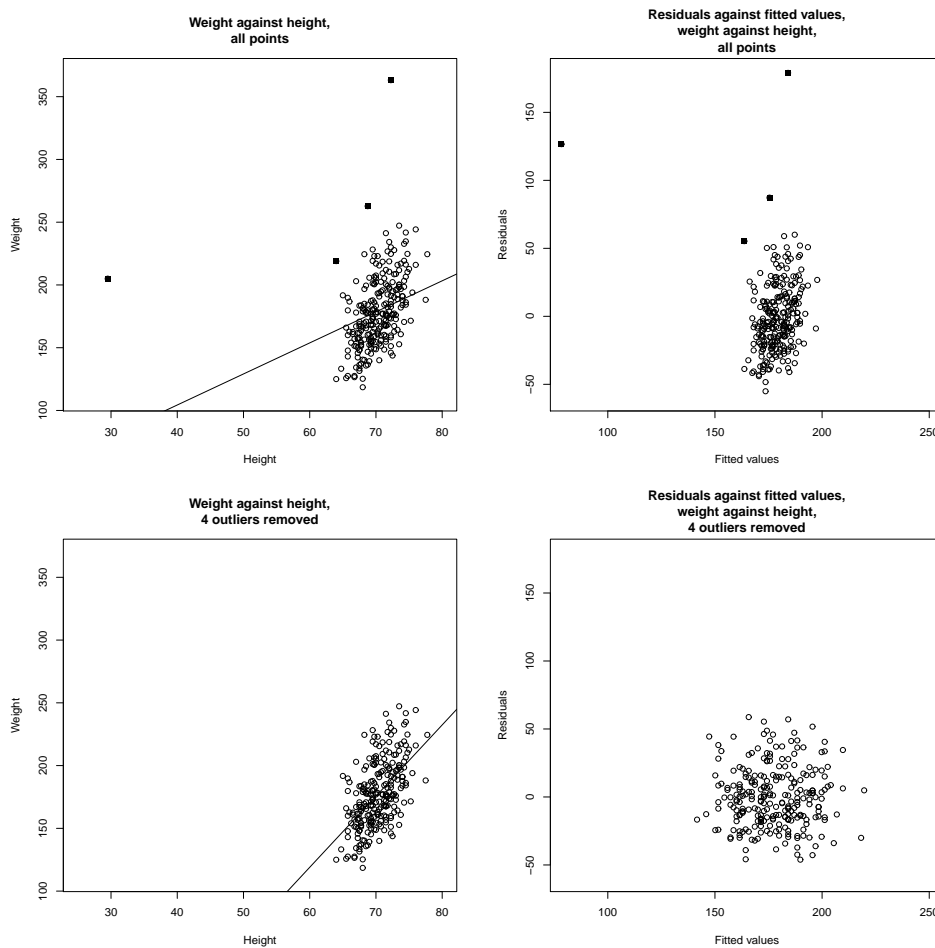 Weight against height,
all points
350
300
250
200
150
100
Weight
30 40 50 60 70 80
Height
Residuals against fitted values,
weight against height,
all points
150
100
50
0
−50
Residuals
100 150 200 250
Fitted values
Weight against height,
4 outliers removed
350
300
250
200
150
100
Weight
30 40 50 60 70 80
Height
Residuals against fitted values,
weight against height,
4 outliers removed
150
100
50
0
−50
Residuals
100 150 200 250
Fitted values